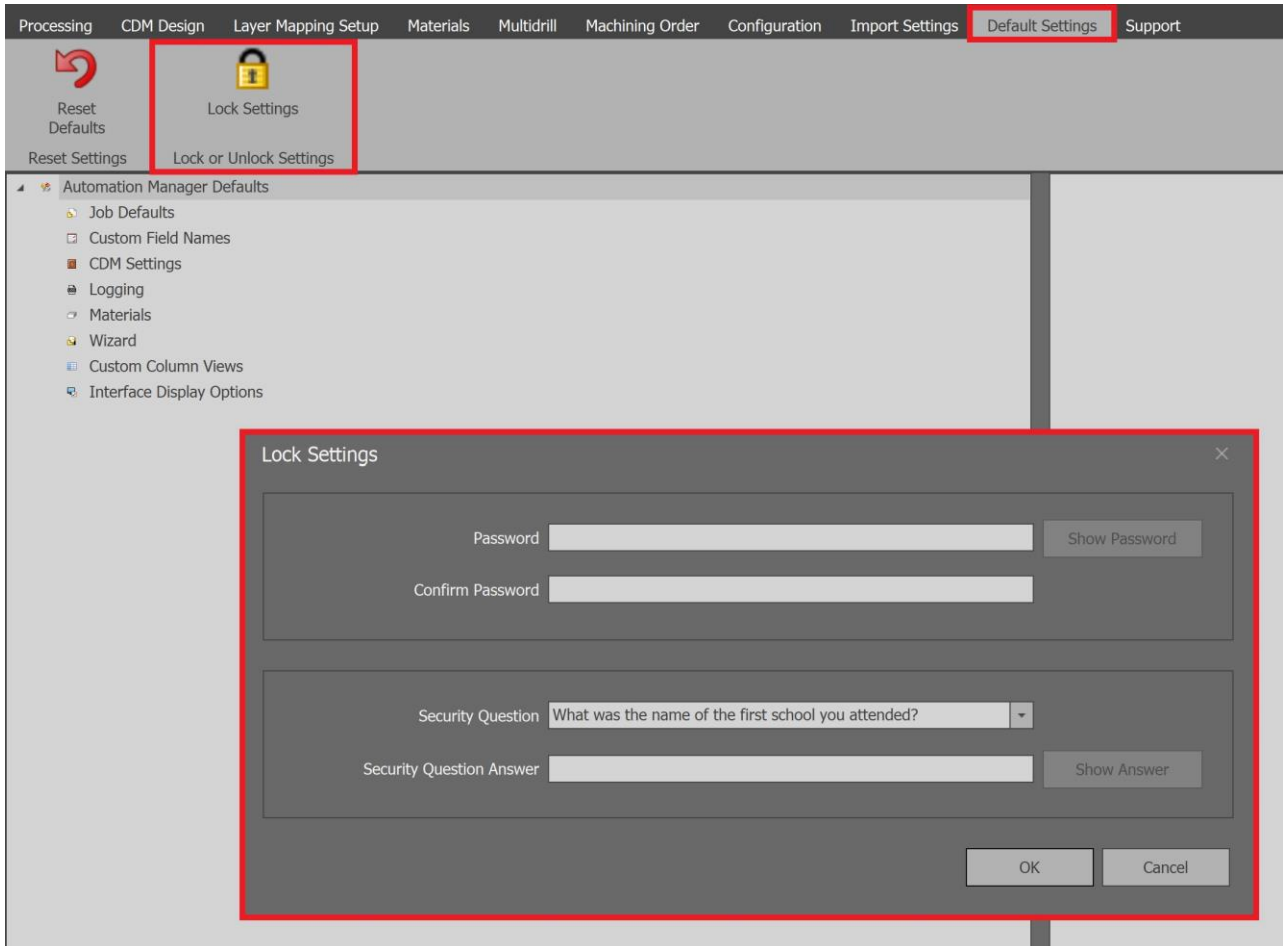 Processing CDM Design Layer Mapping Setup Materials Multidrill Machining Order Configuration Import Settings Default Settings Support
Reset
Defaults
Lock Settings
Reset Settings
Lock or Unlock Settings
Automation Manager Defaults
Job Defaults
Custom Field Names
CDM Settings
Logging
Materials
Wizard
Custom Column Views
Interface Display Options
Lock Settings
Password
Show Password
Confirm Password
Security Question
What was the name of the first school you attended?
Security Question Answer
Show Answer
OK
Cancel